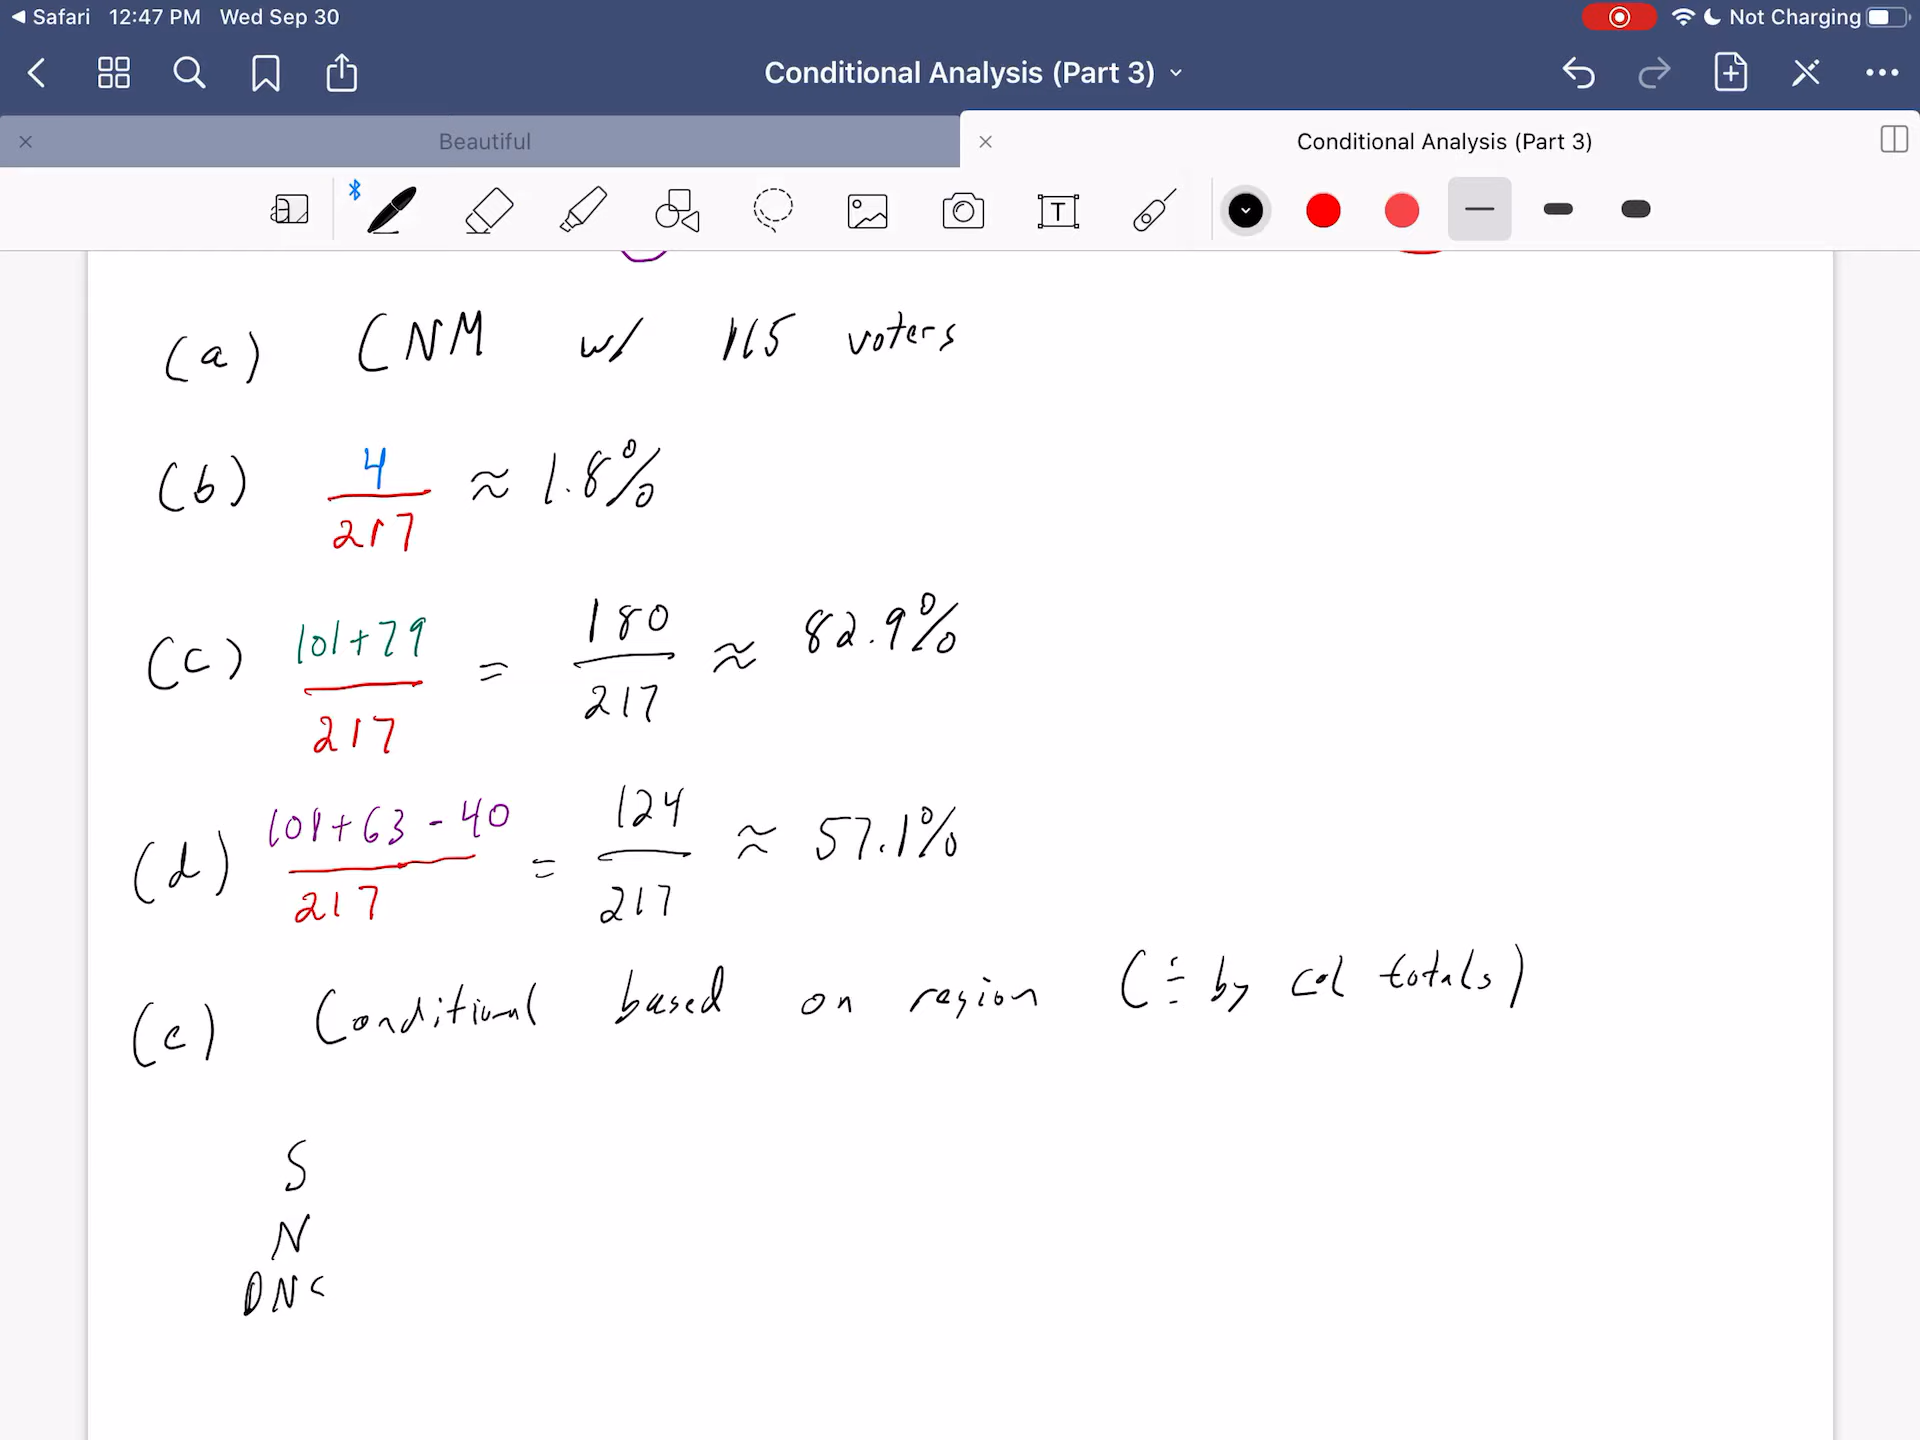 Safari 12:47 PM Wed Sep 30 Not Charging
Conditional Analysis (Part 3)
Beautiful Conditional Analysis (Part 3)
a T
(a) CNM w/ 165 voters
(b) 4/217 ≈ 1.8%
(c) 101+79/217 = 180/217 ≈ 82.9%
(d) 101+63-40/217 = 124/217 ≈ 57.1%
(e) Conditional based on region (÷ by col totals)
S
N
DNC